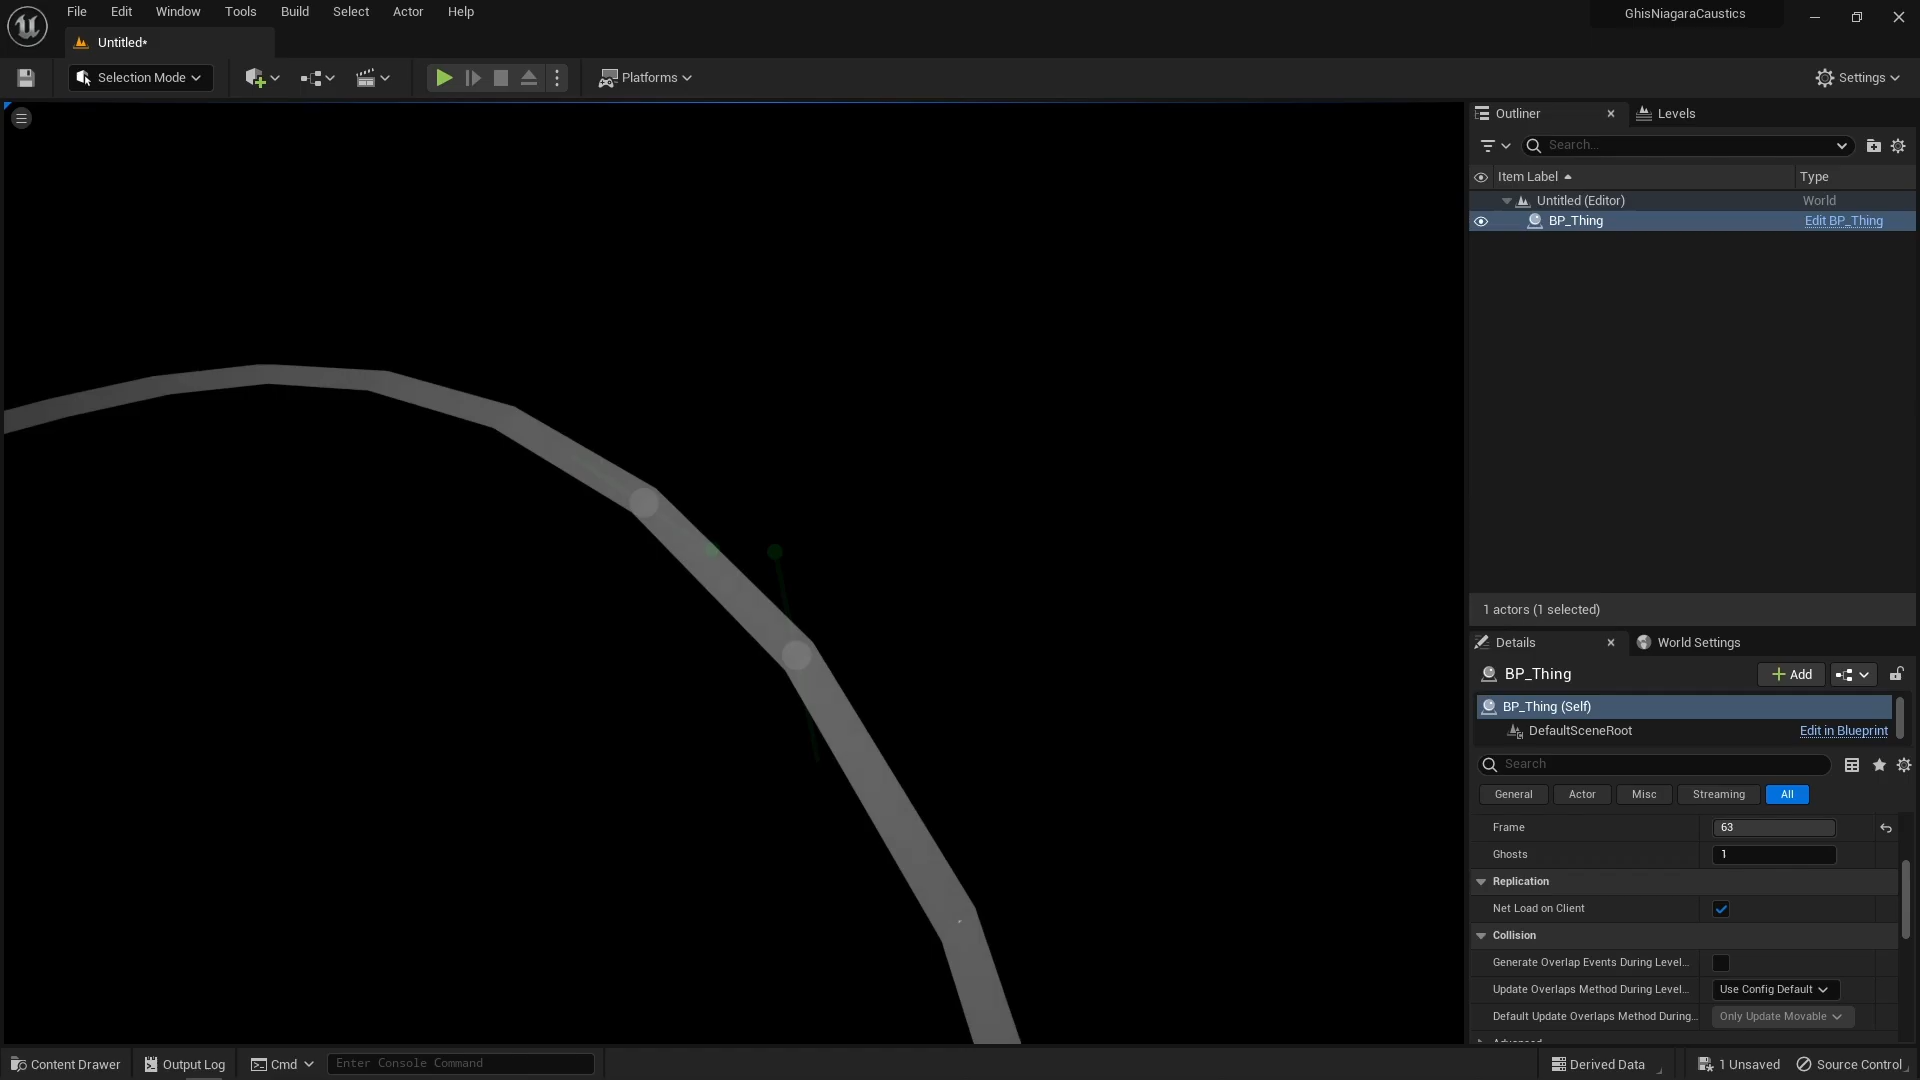 File Edit Window Tools Build Select Actor Help
GhisNiagaraCaustics
Untitled*
Selection Mode
Platforms
Settings
Outliner
Levels
Search...
Item Label
Type
Untitled (Editor)
World
BP_Thing
Edit BP_Thing
1 actors (1 selected)
Details
World Settings
BP_Thing
Add
BP_Thing (Self)
DefaultSceneRoot
Edit in Blueprint
Search
General
Actor
Misc
Streaming
All
Frame
63
Ghosts
1
Replication
Net Load on Client
Collision
Generate Overlap Events During Level...
Update Overlaps Method During Level...
Use Config Default
Default Update Overlaps Method During...
Only Update Movable
Content Drawer
Output Log
Cmd
Enter Console Command
Derived Data
1 Unsaved
Source Control